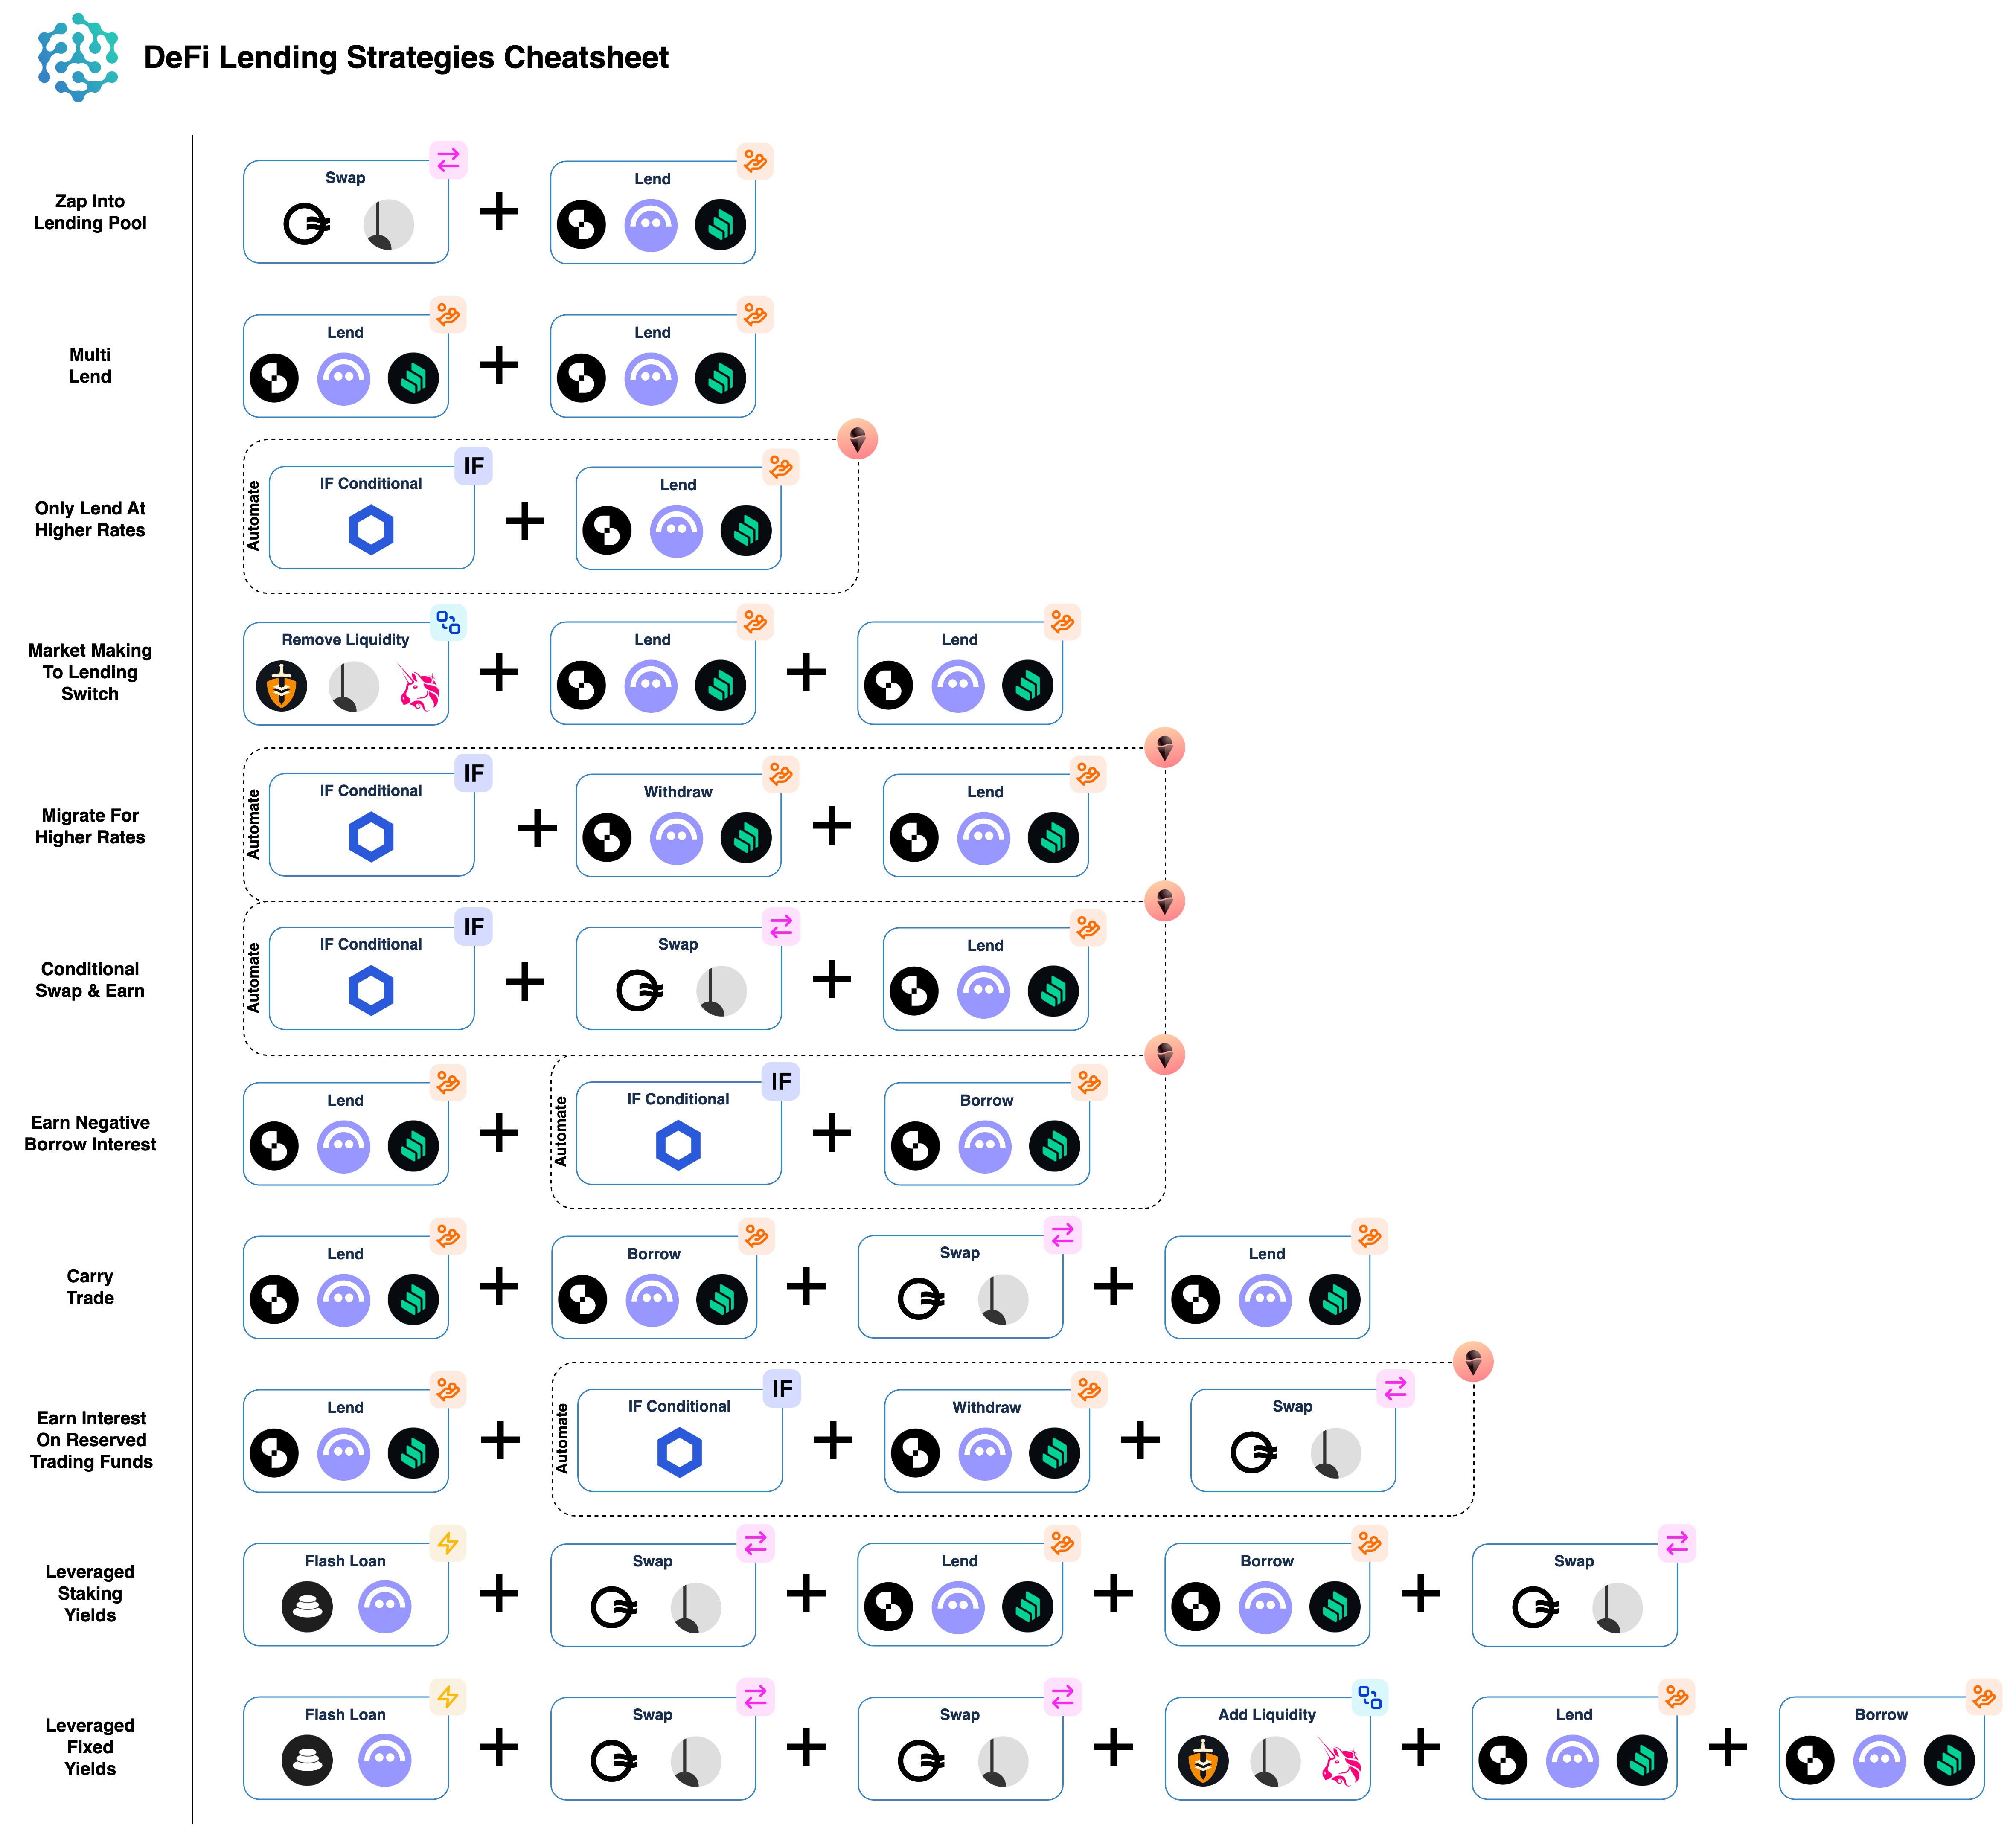 DeFi Lending Strategies Cheatsheet
Zap Into
Lending Pool
Swap
Lend
Multi
Lend
Lend
Lend
Only Lend At
Higher Rates
Automate
IF Conditional
IF
Lend
Market Making
To Lending
Switch
Remove Liquidity
Lend
Lend
Migrate For
Higher Rates
Automate
IF Conditional
IF
Withdraw
Lend
Conditional
Swap & Earn
Automate
IF Conditional
IF
Swap
Lend
Earn Negative
Borrow Interest
Lend
Automate
IF Conditional
IF
Borrow
Carry
Trade
Lend
Borrow
Swap
Lend
Earn Interest
On Reserved
Trading Funds
Lend
Automate
IF Conditional
IF
Withdraw
Swap
Leveraged
Staking
Yields
Flash Loan
Swap
Lend
Borrow
Swap
Leveraged
Fixed
Yields
Flash Loan
Swap
Swap
Add Liquidity
Lend
Borrow